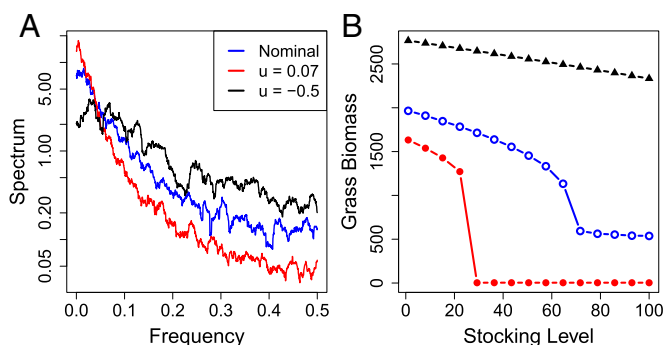 A
Spectrum
0.05 0.20 1.00 5.00
0.0 0.1 0.2 0.3 0.4 0.5
Frequency
Nominal
u = 0.07
u = −0.5
B
Grass Biomass
0 500 1500 2500
0 20 40 60 80 100
Stocking Level